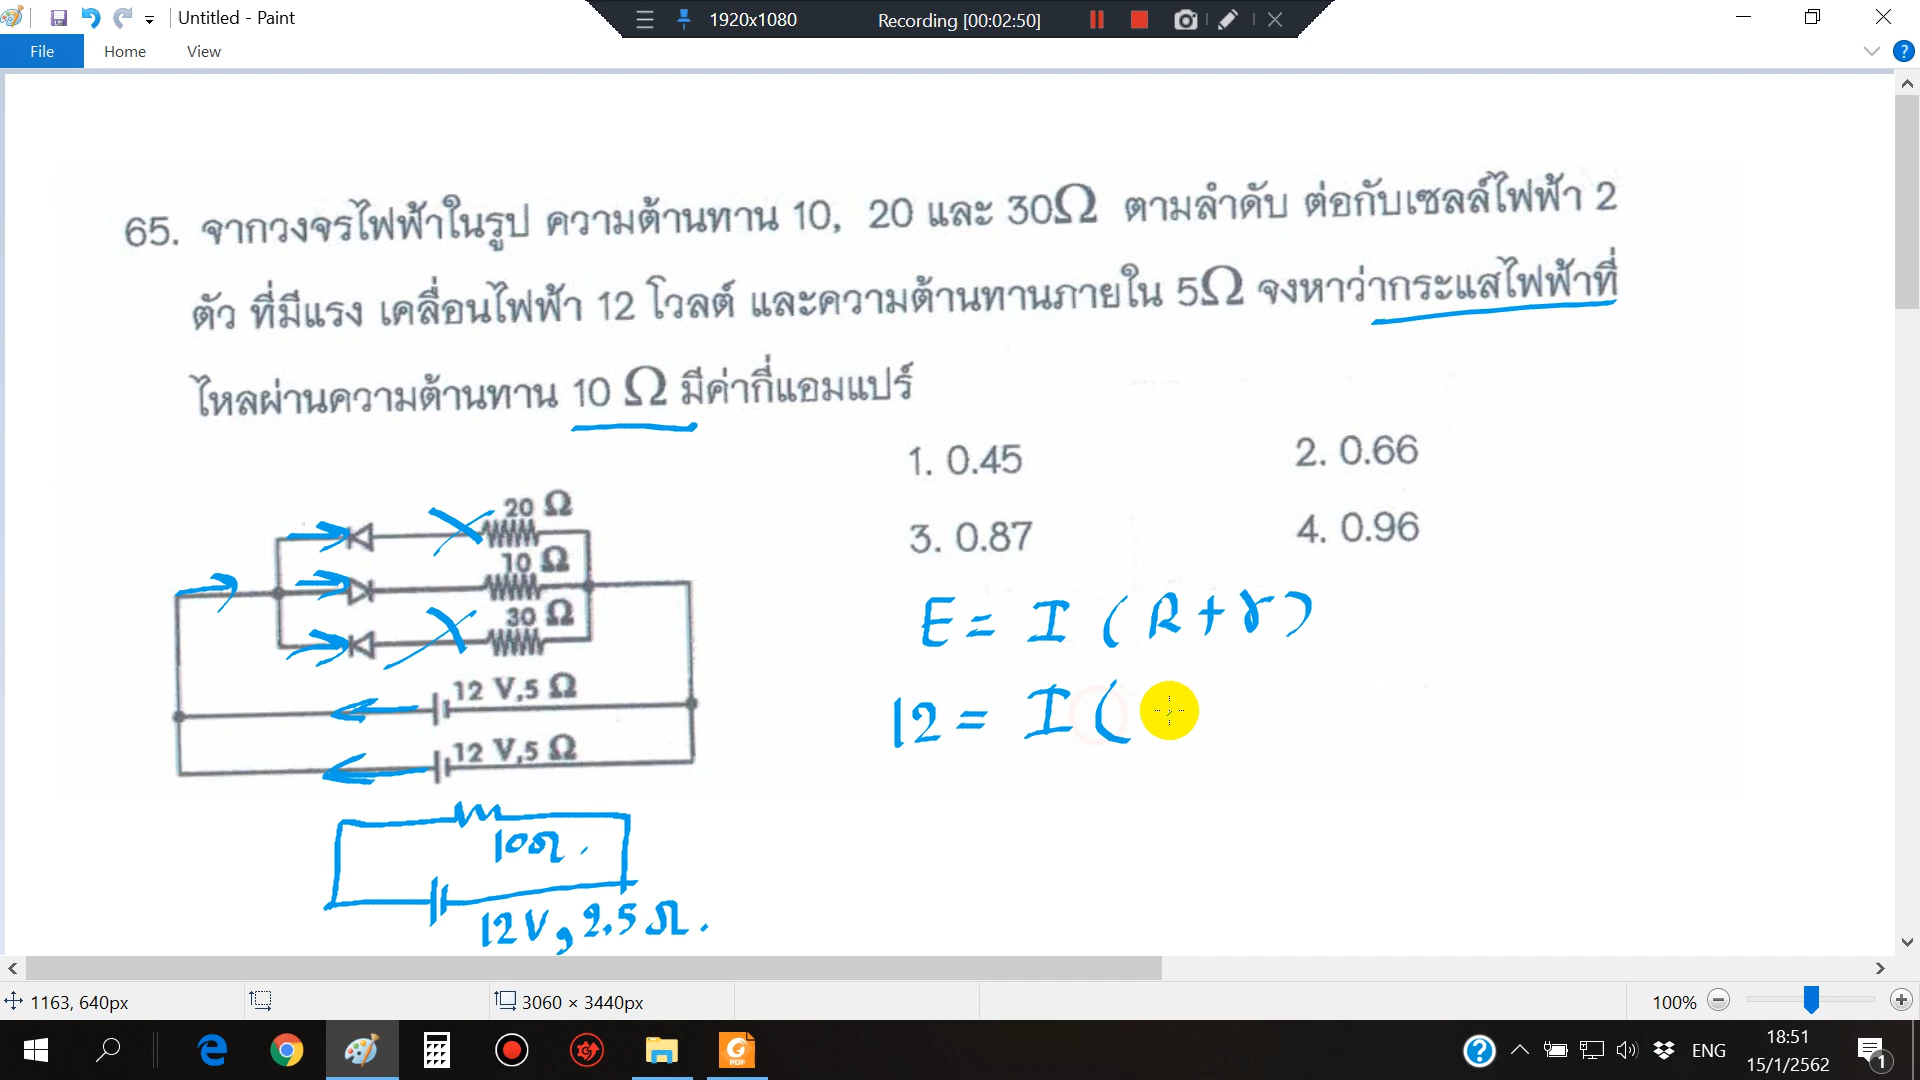 Untitled - Paint
1920x1080 Recording [00:02:50]
File Home View
65. จากวงจรไฟฟ้าในรูป ความต้านทาน 10, 20 และ 30Ω ตามลำดับ ต่อกับเซลล์ไฟฟ้า 2
ตัว ที่มีแรง เคลื่อนไฟฟ้า 12 โวลต์ และความต้านทานภายใน 5Ω จงหาว่ากระแสไฟฟ้าที่
ไหลผ่านความต้านทาน 10 Ω มีค่ากี่แอมแปร์
1. 0.45 2. 0.66
3. 0.87 4. 0.96
20 Ω
10 Ω
30 Ω
12 V,5 Ω
12 V,5 Ω
E = I (R+r)
12 = I (
10Ω.
12V, 2.5Ω.
1163, 640px 3060 × 3440px 100%
PDF ENG 18:51
15/1/2562 1